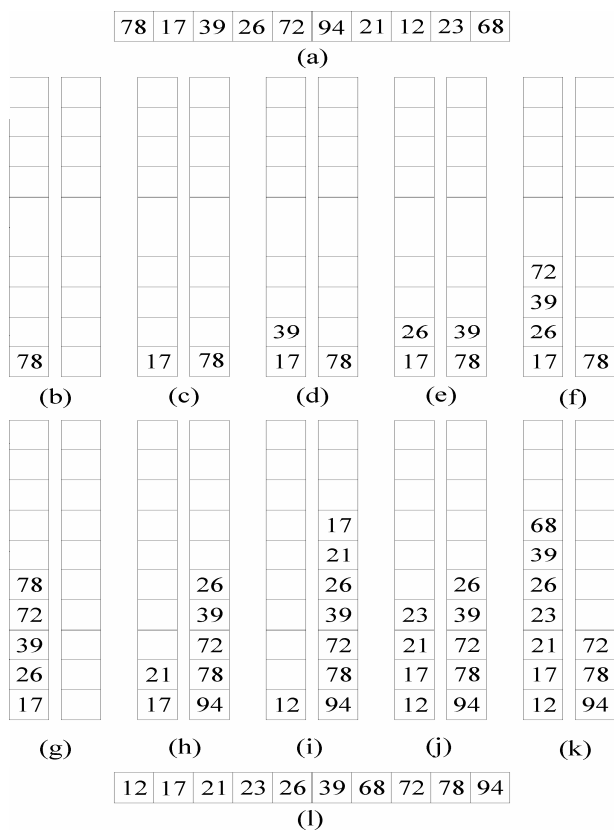 78 17 39 26 72 94 21 12 23 68
(a)
72
39
39 26 39 26
78 17 78 17 78 17 78 17 78
(b) (c) (d) (e) (f)
17 68
21 39
78 26 26 26 26
72 39 39 23 39 23
39 72 72 21 72 21 72
26 21 78 78 17 78 17 78
17 17 94 12 94 12 94 12 94
(g) (h) (i) (j) (k)
12 17 21 23 26 39 68 72 78 94
(l)